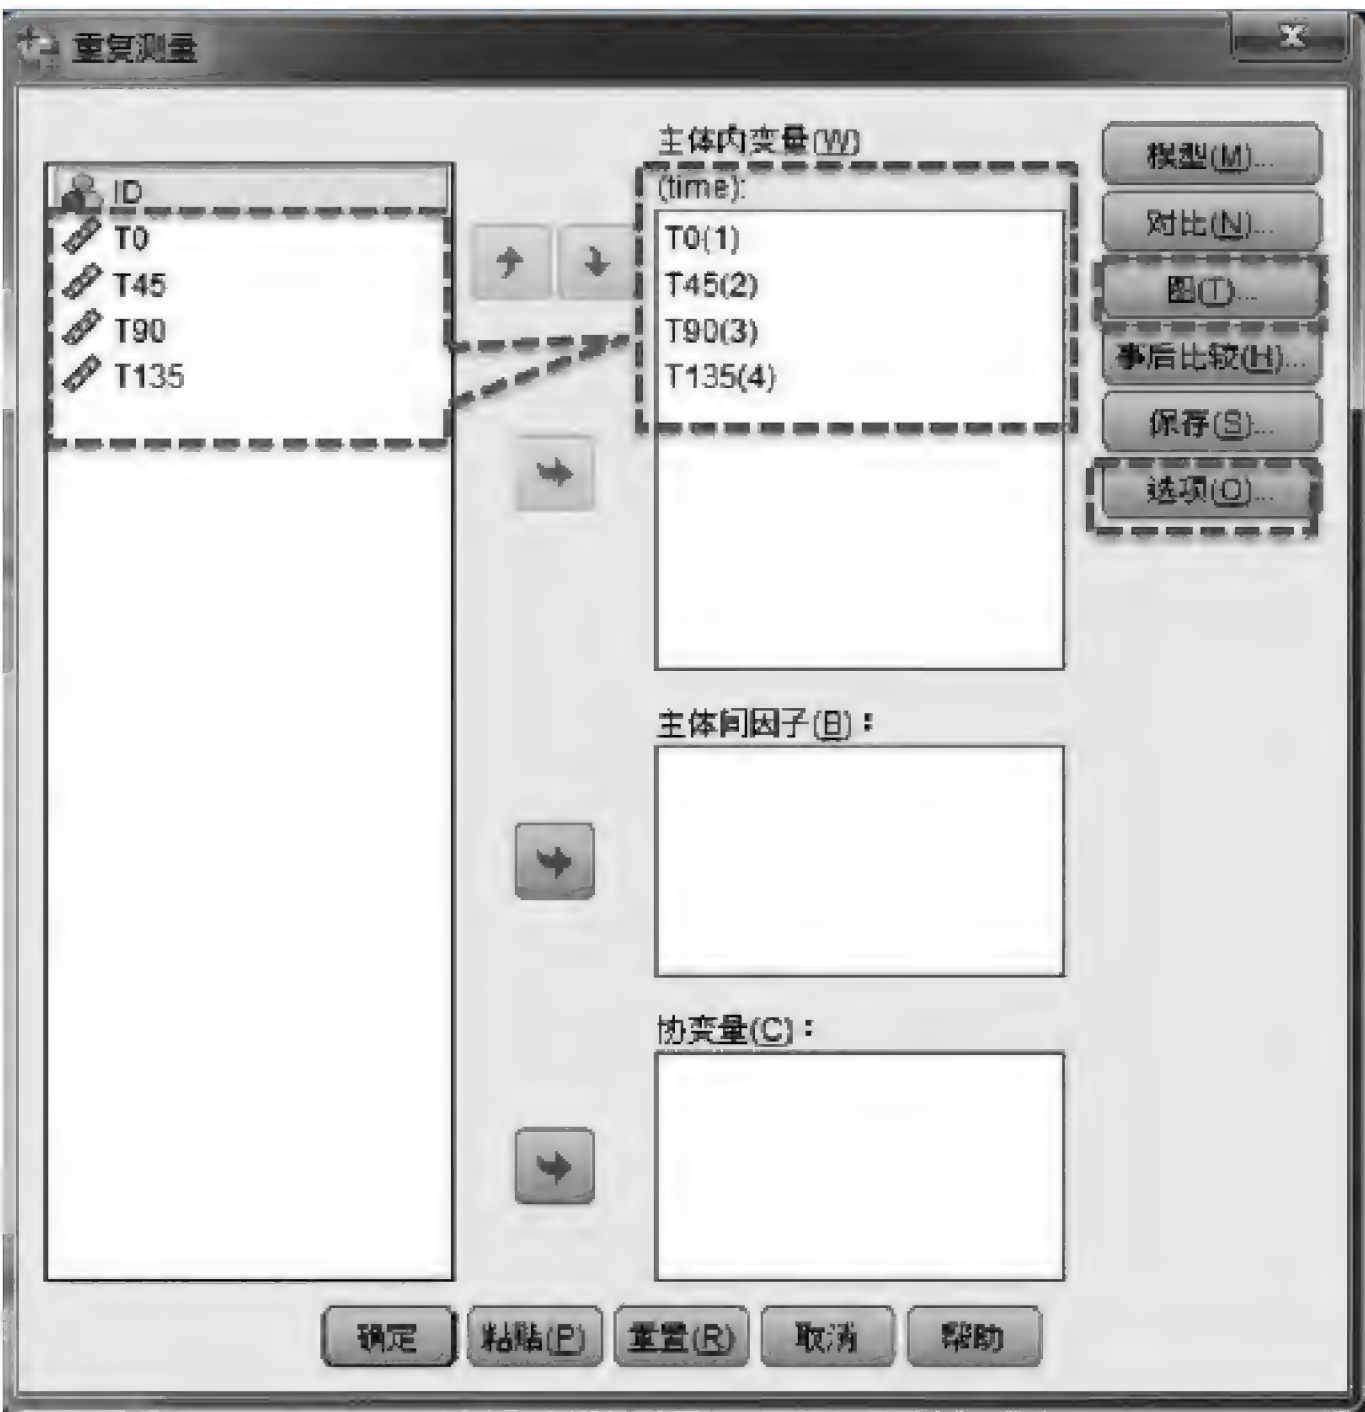 重复测量
主体内变量(W)
(time):
ID
T0
T45
T90
T135
T0(1)
T45(2)
T90(3)
T135(4)
模型(M)...
对比(N)...
图(T)...
事后比较(H)...
保存(S)...
选项(O)...
主体间因子(B)：
协变量(C)：
确定
粘贴(P)
重置(R)
取消
帮助